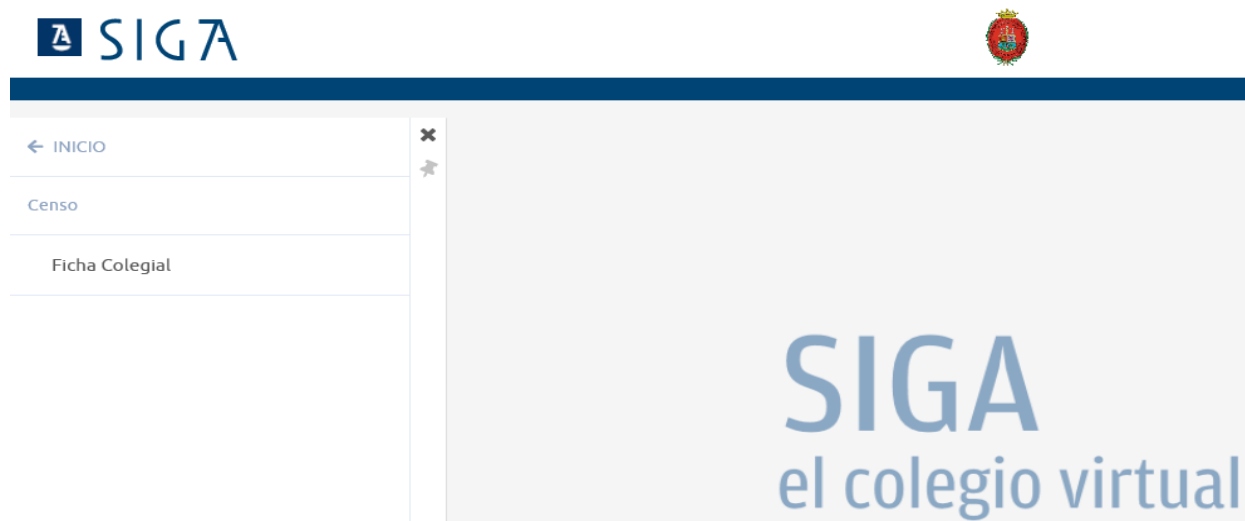 SIGA
INICIO
Censo
Ficha Colegial
SIGA
el colegio virtual